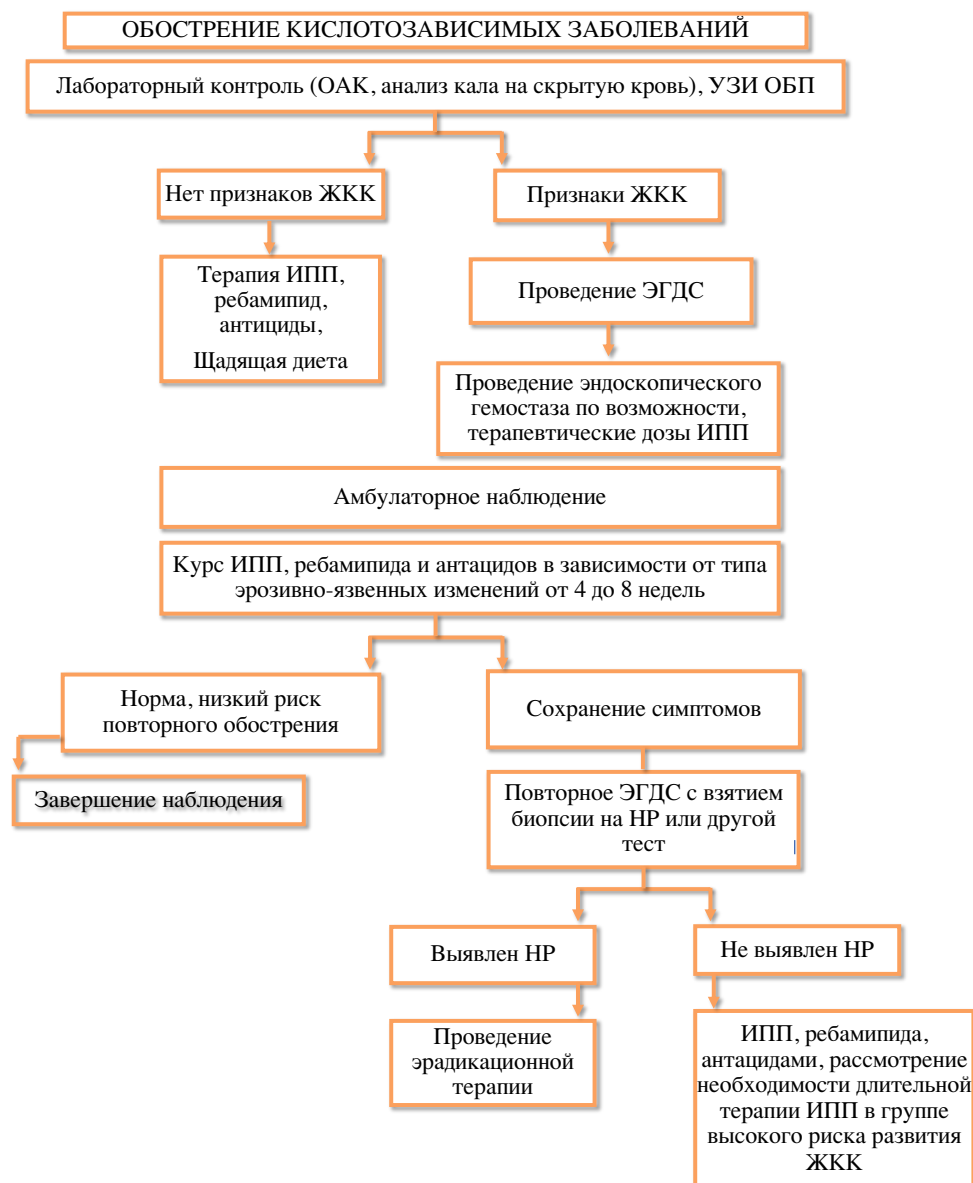 ОБОСТРЕНИЕ КИСЛОТОЗАВИСИМЫХ ЗАБОЛЕВАНИЙ
Лабораторный контроль (ОАК, анализ кала на скрытую кровь), УЗИ ОБП
Нет признаков ЖКК
Признаки ЖКК
Терапия ИПП,
ребамипид,
антициды,
Щадящая диета
Проведение ЭГДС
Проведение эндоскопического
гемостаза по возможности,
терапевтические дозы ИПП
Амбулаторное наблюдение
Курс ИПП, ребамипида и антацидов в зависимости от типа
эрозивно-язвенных изменений от 4 до 8 недель
Норма, низкий риск
повторного обострения
Сохранение симптомов
Завершение наблюдения
Повторное ЭГДС с взятием
биопсии на НР или другой
тест
Выявлен НР
Не выявлен НР
Проведение
эрадикационной
терапии
ИПП, ребамипида,
антацидами, рассмотрение
необходимости длительной
терапии ИПП в группе
высокого риска развития
ЖКК